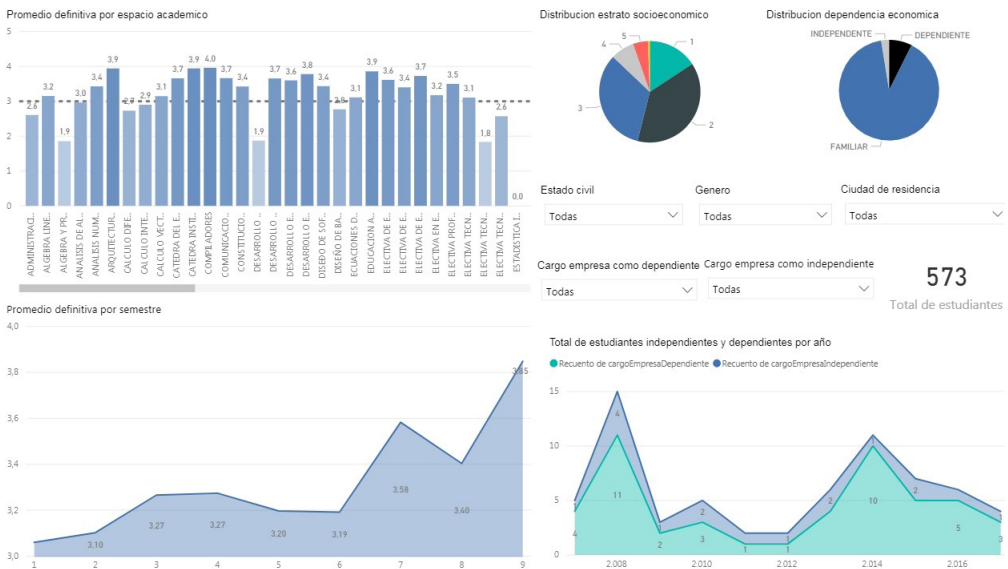 Promedio definitiva por espacio academico
5
4
3
2
1
0
2.6
3.2
1.9
3.0
3.4
3.9
2.7
2.9
3.1
3.7
3.9
4.0
3.7
3.4
1.9
3.7
3.6
3.8
3.4
2.8
3.1
3.9
3.6
3.4
3.7
3.2
3.5
3.1
1.8
2.6
0.0
ADMINISTRACI...
ALGEBRA LINE...
ALGEBRA Y PR...
ANALISIS DE AL...
ANALISIS NUM...
ARQUITECTUR...
CALCULO DIFE...
CALCULO INTE...
CALCULO VECT...
CATEDRA DEL E...
CATEDRA INSTI...
COMPILADORES
COMUNICACIO...
CONSTITUCIO...
DESARROLLO ...
DESARROLLO ...
DESARROLLO E...
DESARROLLO E...
DISEÐO DE SOF...
DISEÑO DE BA...
ECUACIONES D...
EDUCACION A...
ELECTIVA DE E...
ELECTIVA DE E...
ELECTIVA DE E...
ELECTIVA EN E...
ELECTIVA PROF...
ELECTIVA TECN...
ELECTIVA TECN...
ELECTIVA TECN...
ESTADISTICA I...
Distribucion estrato socioeconomico
1
2
3
4
5
Distribucion dependencia economica
INDEPENDIENTE
DEPENDIENTE
FAMILIAR
Estado civil
Todas
Genero
Todas
Ciudad de residencia
Todas
Cargo empresa como dependiente
Todas
Cargo empresa como independiente
Todas
573
Total de estudiantes
Promedio definitiva por semestre
4,0
3,8
3,6
3,4
3,2
3,0
3.10
3.27
3.27
3.20
3.19
3.58
3.40
3.85
1 2 3 4 5 6 7 8 9
Total de estudiantes independientes y dependientes por año
Recuento de cargoEmpresaDependiente Recuento de cargoEmpresaIndependiente
15
10
5
0
1
4
1
2
1
1
2
1
2
1
1
4
11
2
3
1
1
10
5
3
2.008 2.010 2.012 2.014 2.016